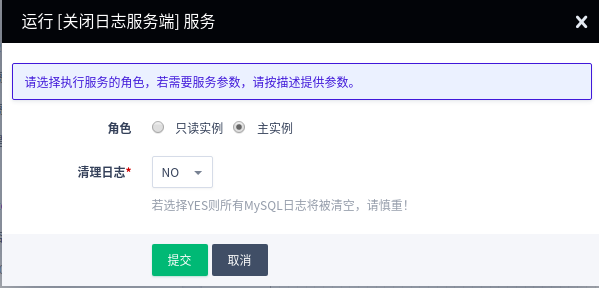 运行 [关闭日志服务端] 服务
请选择执行服务的角色，若需要服务参数，请按描述提供参数。
角色 只读实例 主实例
清理日志* NO
若选择YES则所有MySQL日志将被清空，请慎重！
提交 取消